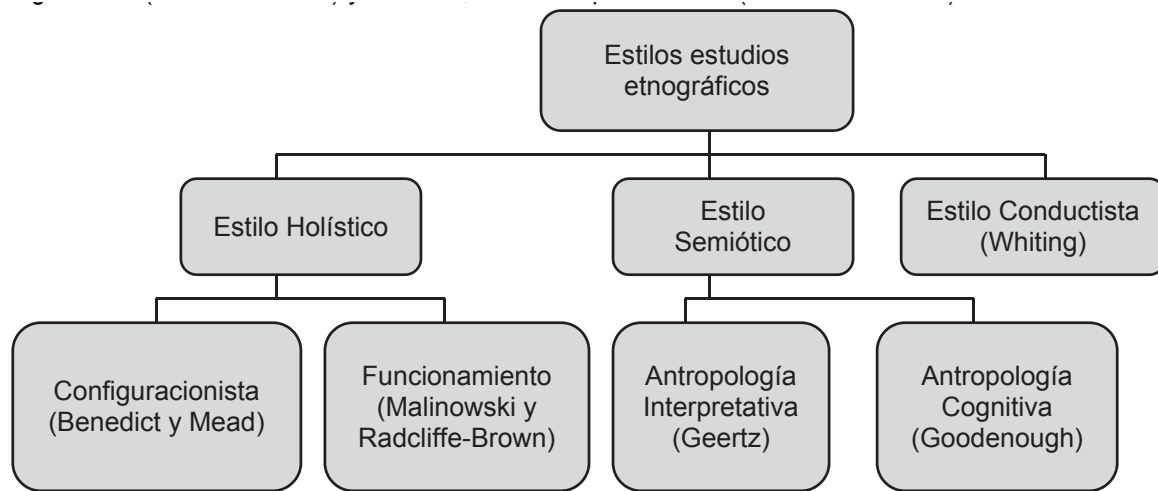 Estilos estudios
etnográficos
Estilo Holístico
Estilo
Semiótico
Estilo Conductista
(Whiting)
Configuracionista
(Benedict y Mead)
Funcionamiento
(Malinowski y
Radcliffe-Brown)
Antropología
Interpretativa
(Geertz)
Antropología
Cognitiva
(Goodenough)